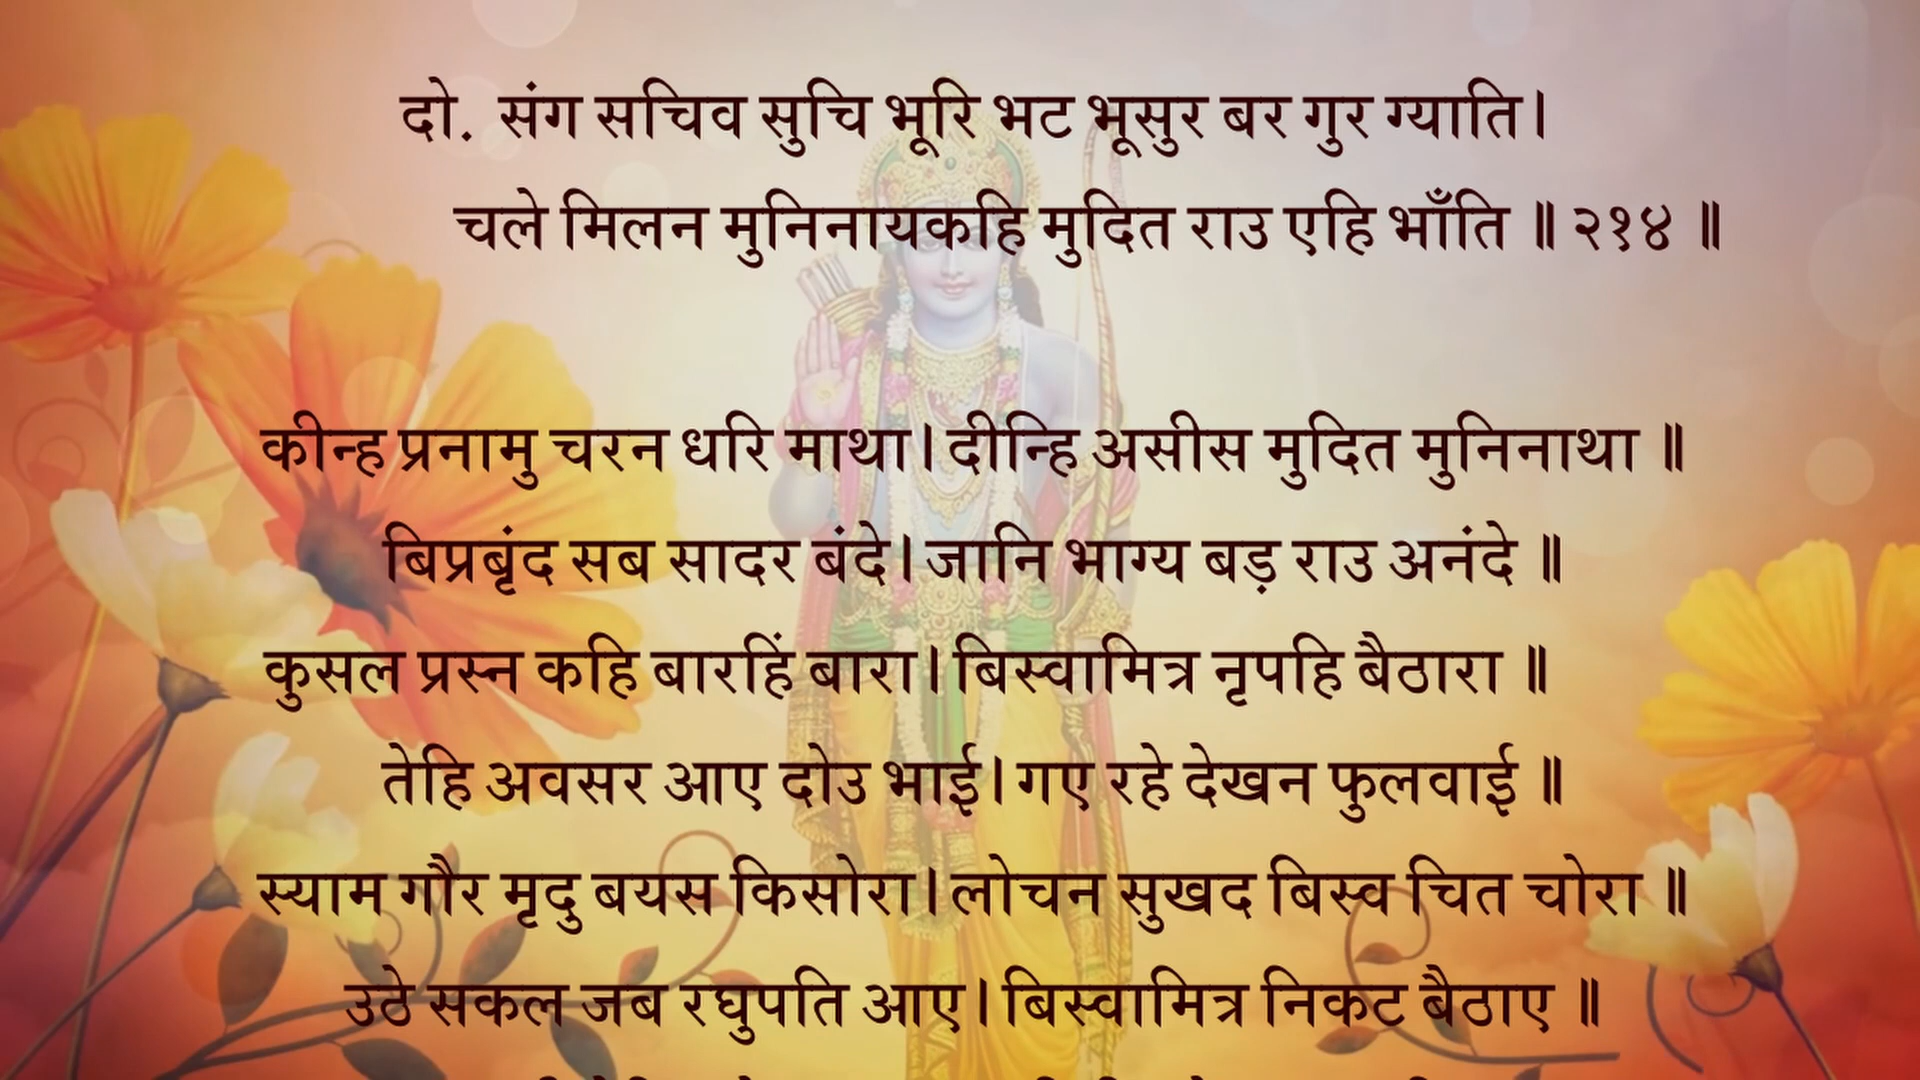 दो. संग सचिव सुचि भूरि भट भूसुर बर गुर ग्याति।
चले मिलन मुनिनायकहि मुदित राउ एहि भाँति ॥ २१४ ॥
कीन्ह प्रनामु चरन धरि माथा। दीन्हि असीस मुदित मुनिनाथा ॥
बिप्रबृंद सब सादर बंदे। जानि भाग्य बड़ राउ अनंदे ॥
कुसल प्रस्न कहि बारहिं बारा। बिस्वामित्र नृपहि बैठारा ॥
तेहि अवसर आए दोउ भाई। गए रहे देखन फुलवाई ॥
स्याम गौर मृदु बयस किसोरा। लोचन सुखद बिस्व चित चोरा ॥
उठे सकल जब रघुपति आए। बिस्वामित्र निकट बैठाए ॥